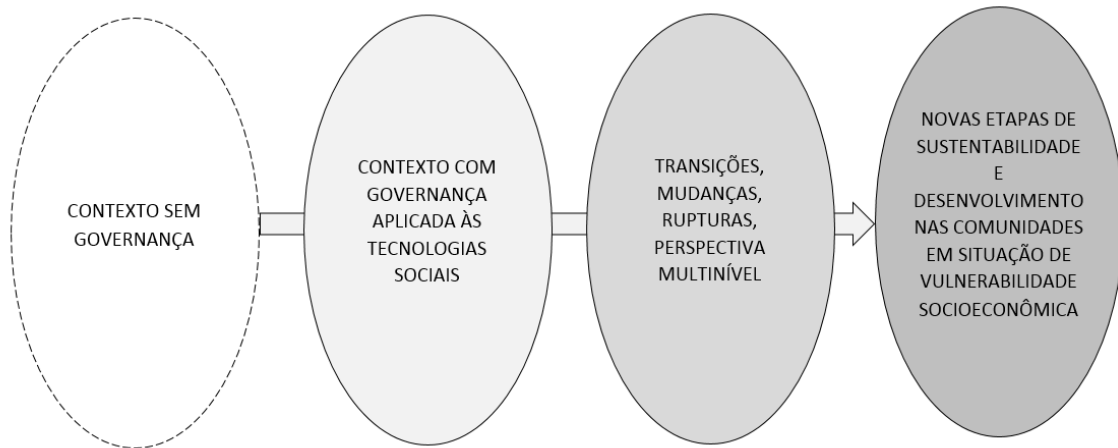 CONTEXTO SEM
GOVERNANÇA
CONTEXTO COM
GOVERNANÇA
APLICADA ÀS
TECNOLOGIAS
SOCIAIS
TRANSIÇÕES,
MUDANÇAS,
RUPTURAS,
PERSPECTIVA
MULTINÍVEL
NOVAS ETAPAS DE
SUSTENTABILIDADE
E
DESENVOLVIMENTO
NAS COMUNIDADES
EM SITUAÇÃO DE
VULNERABILIDADE
SOCIOECONÔMICA